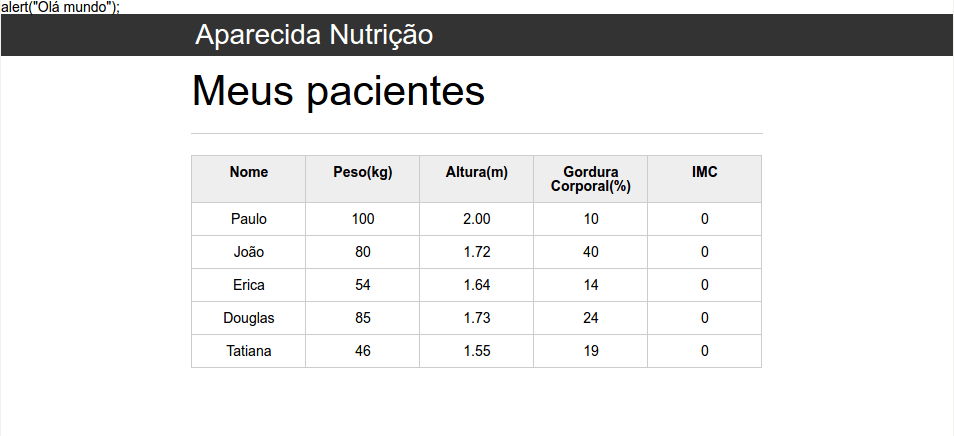 alert("Olá mundo");
Aparecida Nutrição
Meus pacientes
Nome Peso(kg) Altura(m) Gordura Corporal(%) IMC
Paulo 100 2.00 10 0
João 80 1.72 40 0
Erica 54 1.64 14 0
Douglas 85 1.73 24 0
Tatiana 46 1.55 19 0